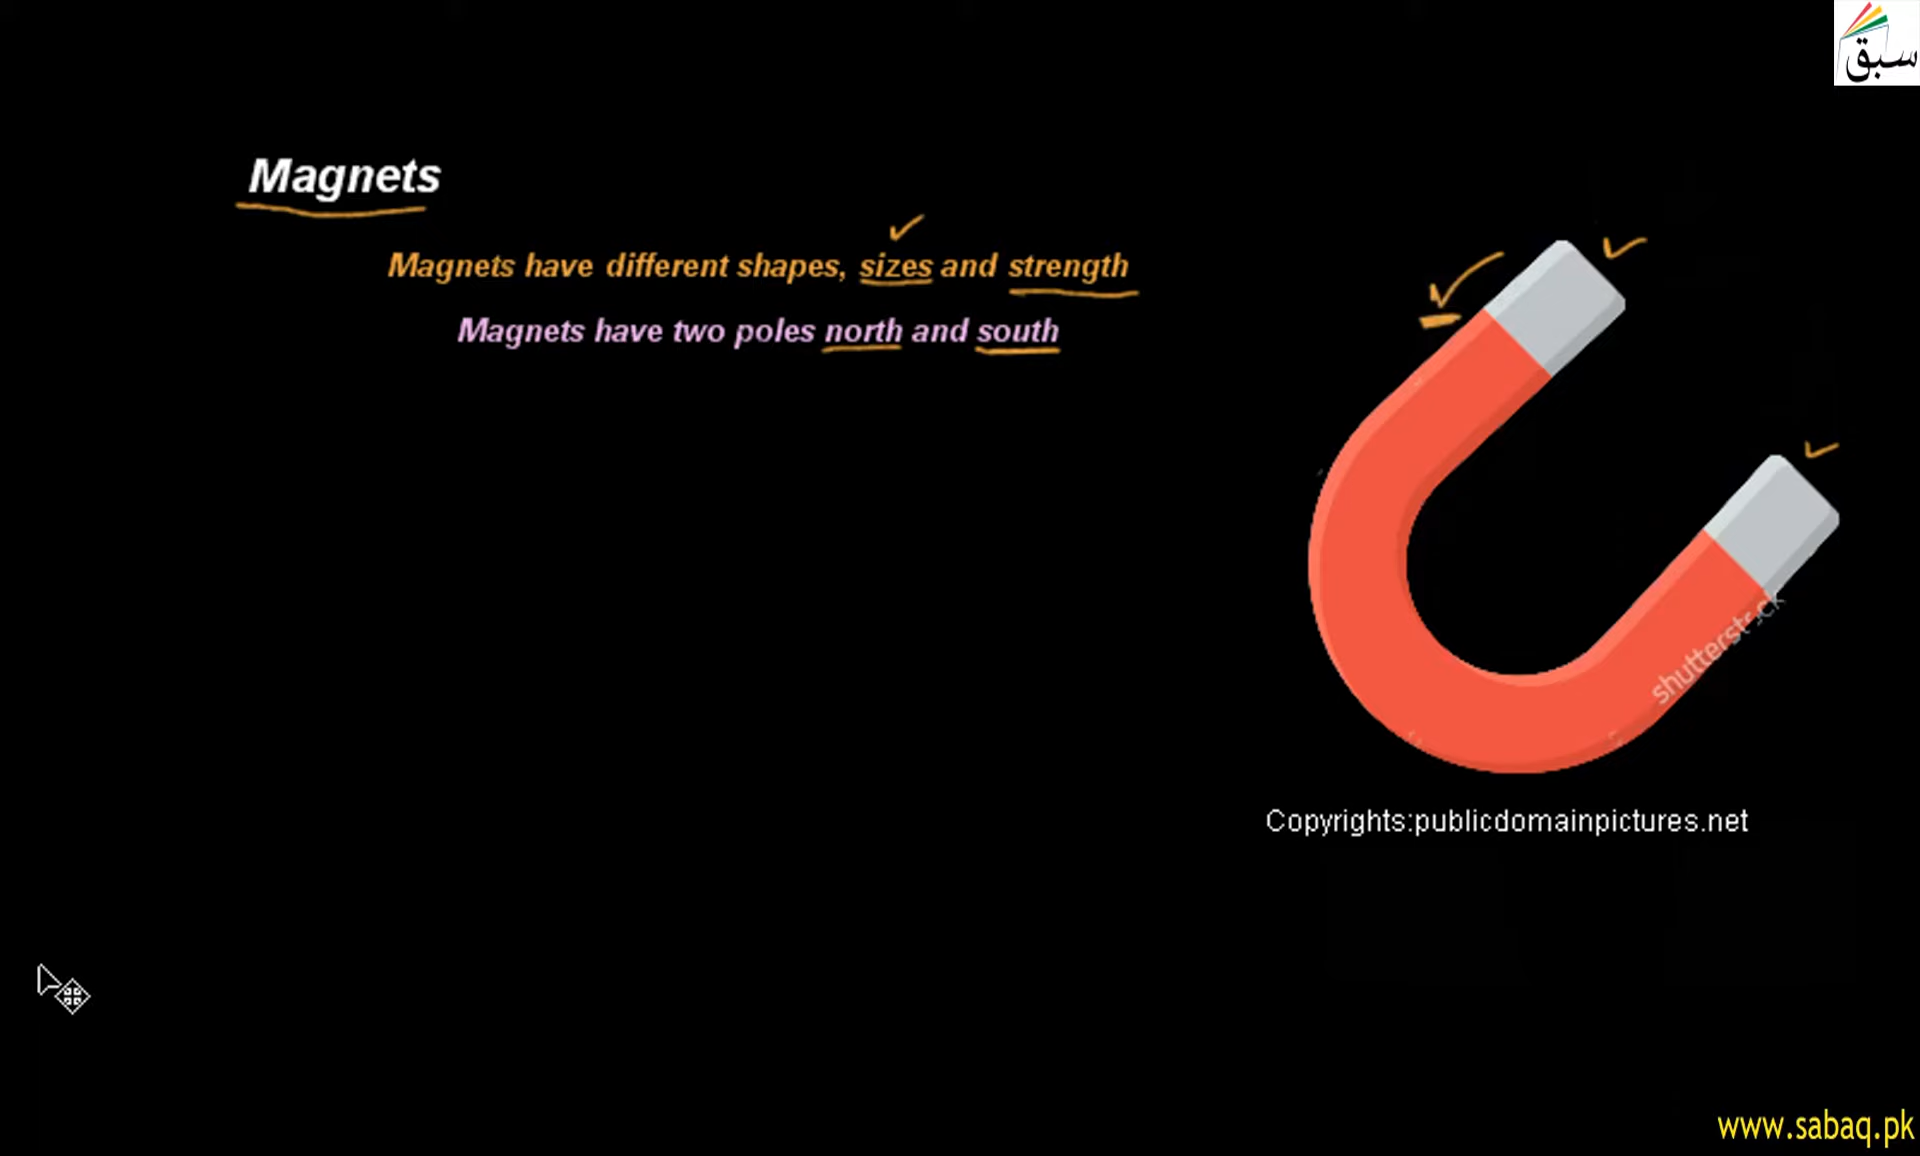 سبق
Magnets
Magnets have different shapes, sizes and strength
Magnets have two poles north and south
shutterstock
Copyrights:publicdomainpictures.net
www.sabaq.pk